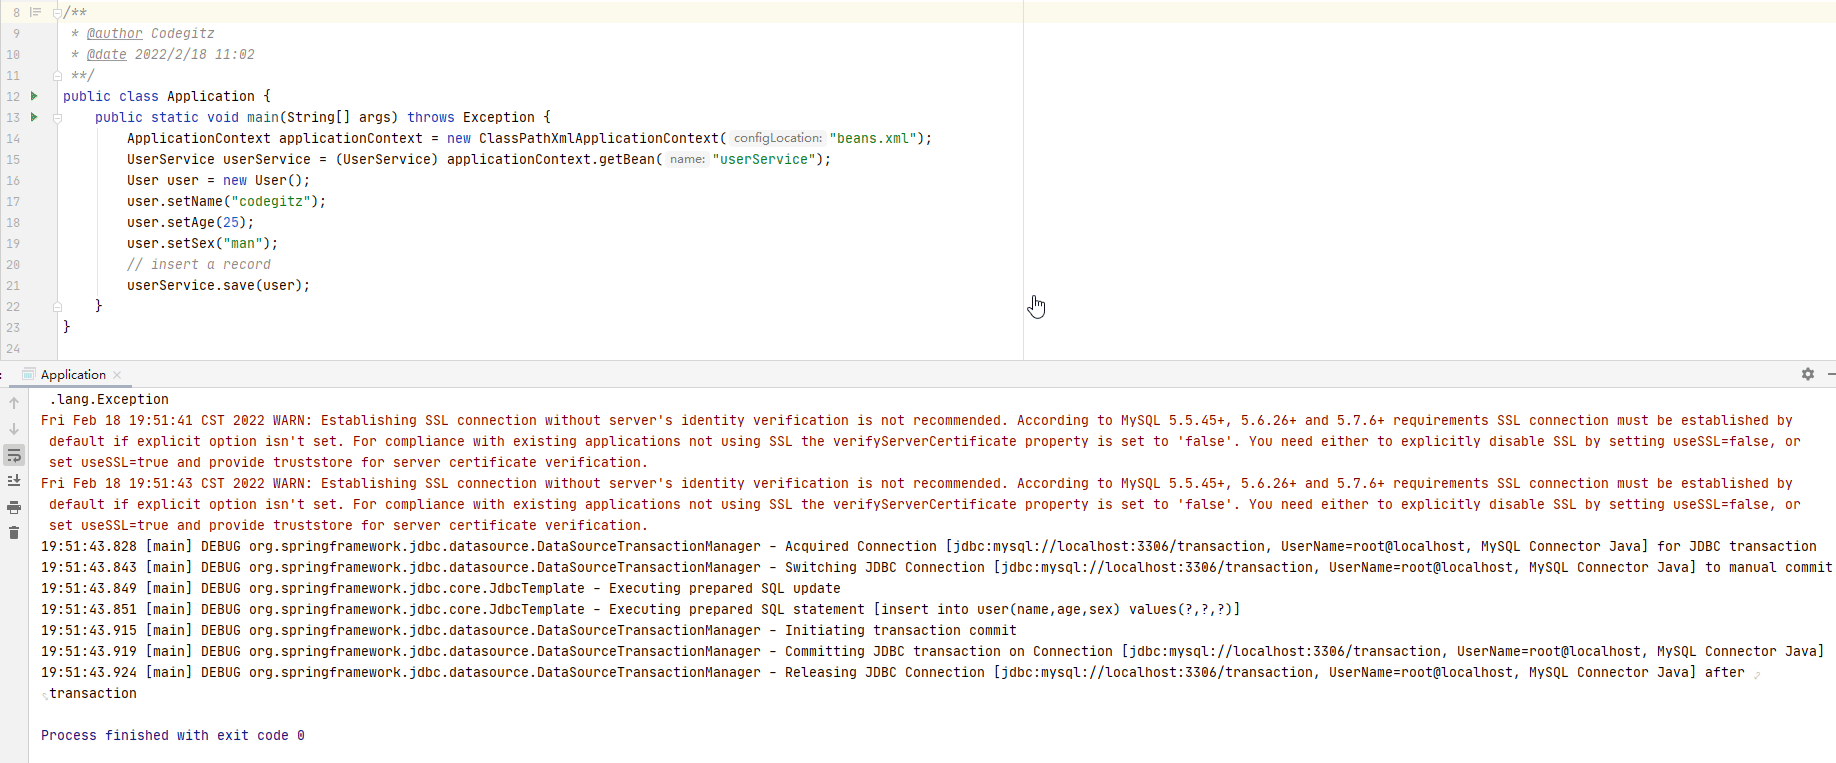 8 /**
9 * @author Codegitz
10 * @date 2022/2/18 11:02
11 **/
12 public class Application {
13 public static void main(String[] args) throws Exception {
14 ApplicationContext applicationContext = new ClassPathXmlApplicationContext( configLocation: "beans.xml");
15 UserService userService = (UserService) applicationContext.getBean( name: "userService");
16 User user = new User();
17 user.setName("codegitz");
18 user.setAge(25);
19 user.setSex("man");
20 // insert a record
21 userService.save(user);
22 }
23 }
24
: Application
.lang.Exception
Fri Feb 18 19:51:41 CST 2022 WARN: Establishing SSL connection without server's identity verification is not recommended. According to MySQL 5.5.45+, 5.6.26+ and 5.7.6+ requirements SSL connection must be established by
default if explicit option isn't set. For compliance with existing applications not using SSL the verifyServerCertificate property is set to 'false'. You need either to explicitly disable SSL by setting useSSL=false, or
set useSSL=true and provide truststore for server certificate verification.
Fri Feb 18 19:51:43 CST 2022 WARN: Establishing SSL connection without server's identity verification is not recommended. According to MySQL 5.5.45+, 5.6.26+ and 5.7.6+ requirements SSL connection must be established by
default if explicit option isn't set. For compliance with existing applications not using SSL the verifyServerCertificate property is set to 'false'. You need either to explicitly disable SSL by setting useSSL=false, or
set useSSL=true and provide truststore for server certificate verification.
19:51:43.828 [main] DEBUG org.springframework.jdbc.datasource.DataSourceTransactionManager - Acquired Connection [jdbc:mysql://localhost:3306/transaction, UserName=root@localhost, MySQL Connector Java] for JDBC transaction
19:51:43.843 [main] DEBUG org.springframework.jdbc.datasource.DataSourceTransactionManager - Switching JDBC Connection [jdbc:mysql://localhost:3306/transaction, UserName=root@localhost, MySQL Connector Java] to manual commit
19:51:43.849 [main] DEBUG org.springframework.jdbc.core.JdbcTemplate - Executing prepared SQL update
19:51:43.851 [main] DEBUG org.springframework.jdbc.core.JdbcTemplate - Executing prepared SQL statement [insert into user(name,age,sex) values(?,?,?)]
19:51:43.915 [main] DEBUG org.springframework.jdbc.datasource.DataSourceTransactionManager - Initiating transaction commit
19:51:43.919 [main] DEBUG org.springframework.jdbc.datasource.DataSourceTransactionManager - Committing JDBC transaction on Connection [jdbc:mysql://localhost:3306/transaction, UserName=root@localhost, MySQL Connector Java]
19:51:43.924 [main] DEBUG org.springframework.jdbc.datasource.DataSourceTransactionManager - Releasing JDBC Connection [jdbc:mysql://localhost:3306/transaction, UserName=root@localhost, MySQL Connector Java] after
transaction
Process finished with exit code 0